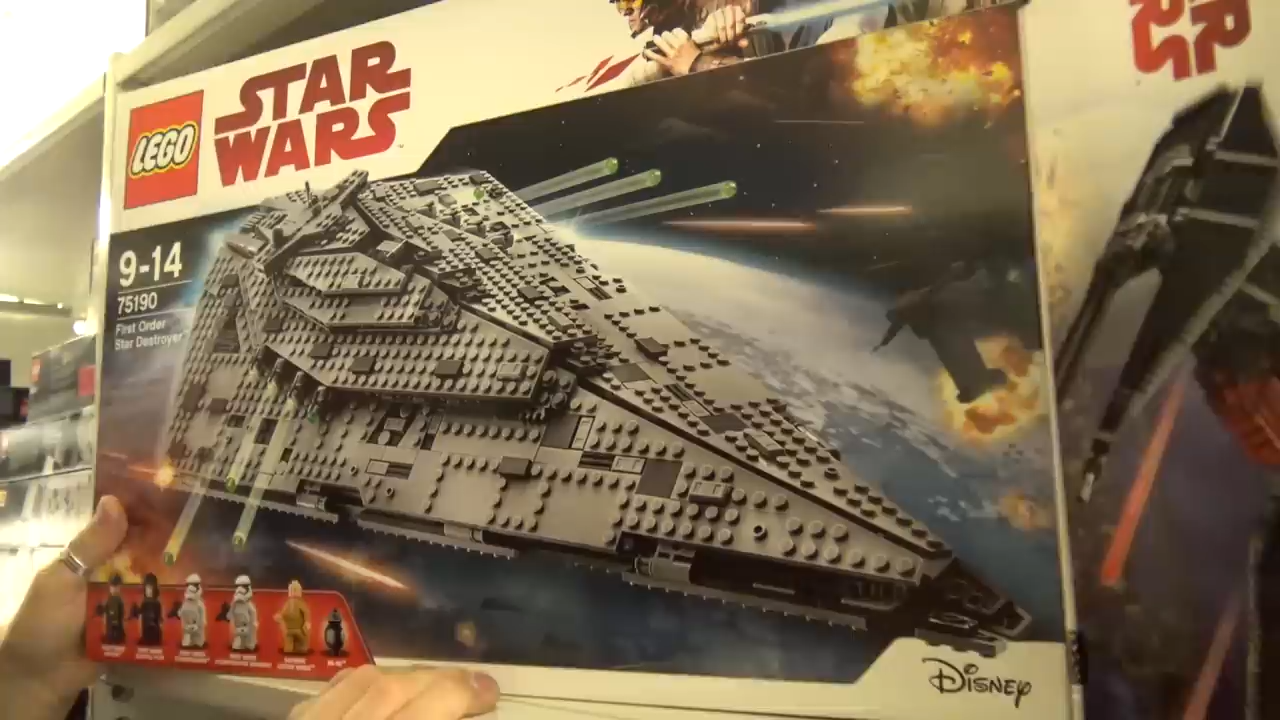 LEGO
STAR
WARS
9-14
75190
First Order
Star Destroyer
DISNEY